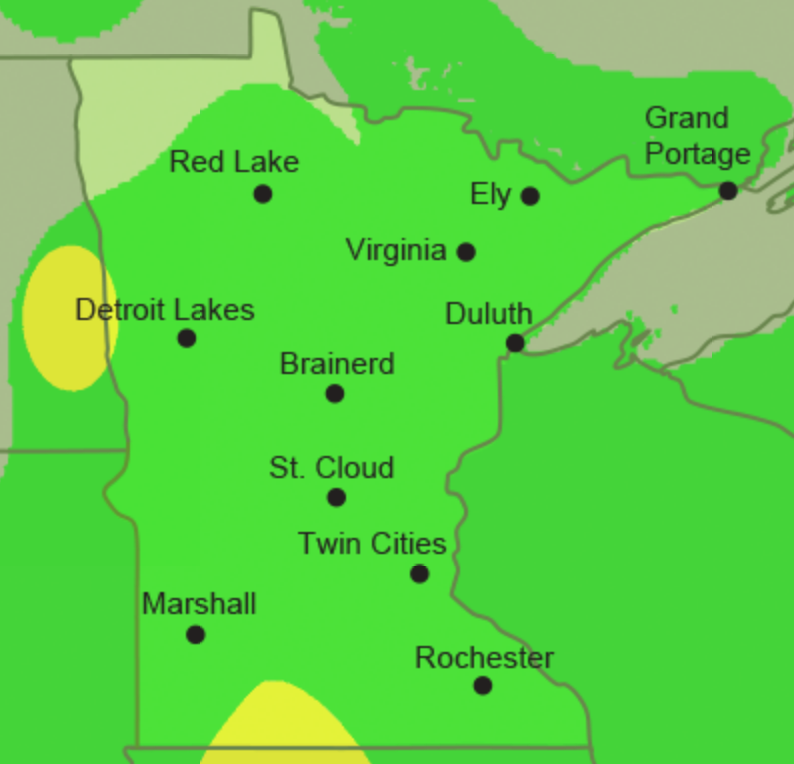 Grand
Portage
Red Lake
Ely
Virginia
Detroit Lakes
Duluth
Brainerd
St. Cloud
Twin Cities
Marshall
Rochester